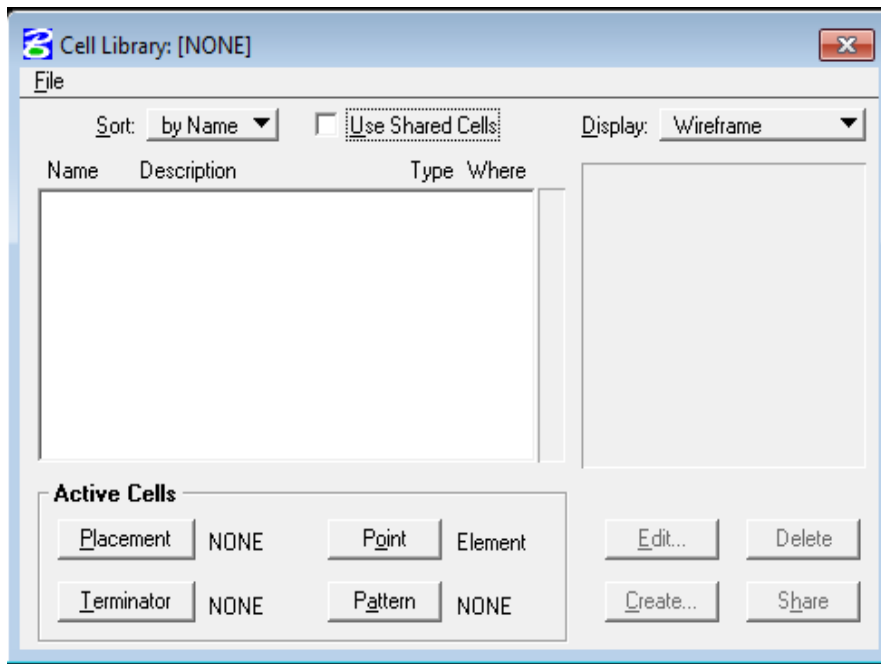 Cell Library: [NONE]
File
Sort: by Name Use Shared Cells Display: Wireframe
Name Description Type Where
Active Cells
Placement NONE Point Element Edit... Delete
Terminator NONE Pattern NONE Create... Share